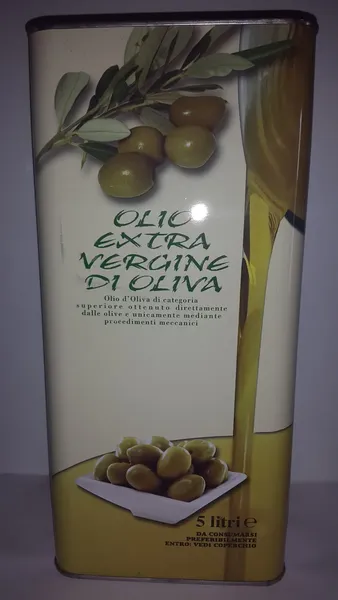 OLIO
EXTRA
VERGINE
DI OLIVA
Olio d'Oliva di categoria
superiore ottenuto direttamente
dalle olive e unicamente mediante
procedimenti meccanici
5 litri e
DA CONSUMARSI
PREFERIBILMENTE
ENTRO: VEDI COPERCHIO